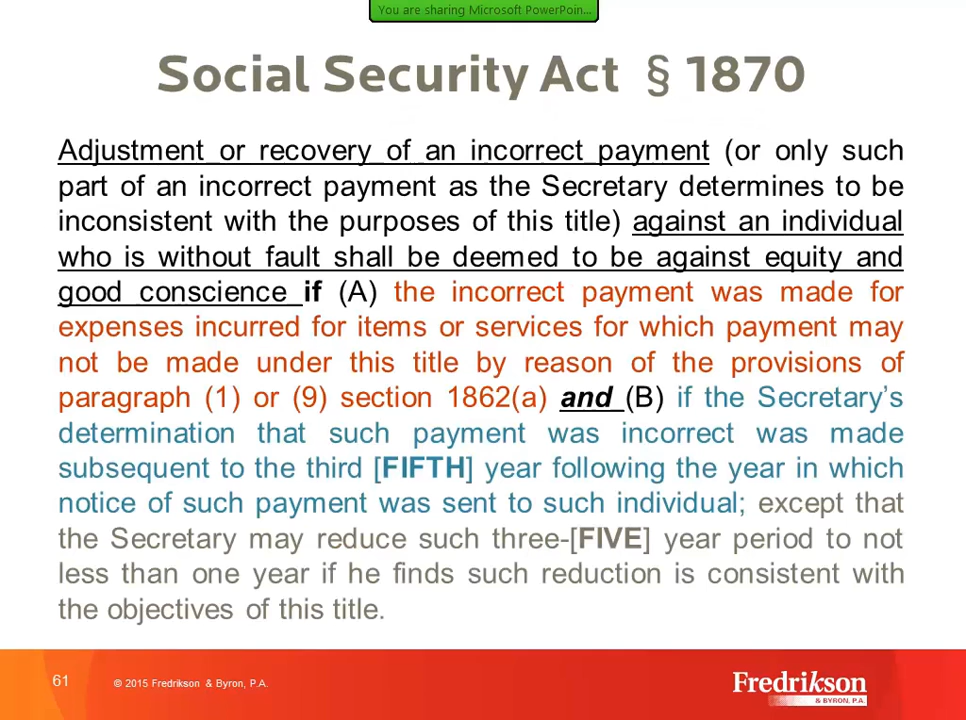 You are sharing Microsoft PowerPoin...
Social Security Act § 1870
Adjustment or recovery of an incorrect payment (or only such
part of an incorrect payment as the Secretary determines to be
inconsistent with the purposes of this title) against an individual
who is without fault shall be deemed to be against equity and
good conscience if (A) the incorrect payment was made for
expenses incurred for items or services for which payment may
not be made under this title by reason of the provisions of
paragraph (1) or (9) section 1862(a) and (B) if the Secretary’s
determination that such payment was incorrect was made
subsequent to the third [FIFTH] year following the year in which
notice of such payment was sent to such individual; except that
the Secretary may reduce such three-[FIVE] year period to not
less than one year if he finds such reduction is consistent with
the objectives of this title.
61
© 2015 Fredrikson & Byron, P.A.
Fredrikson
& BYRON, P.A.